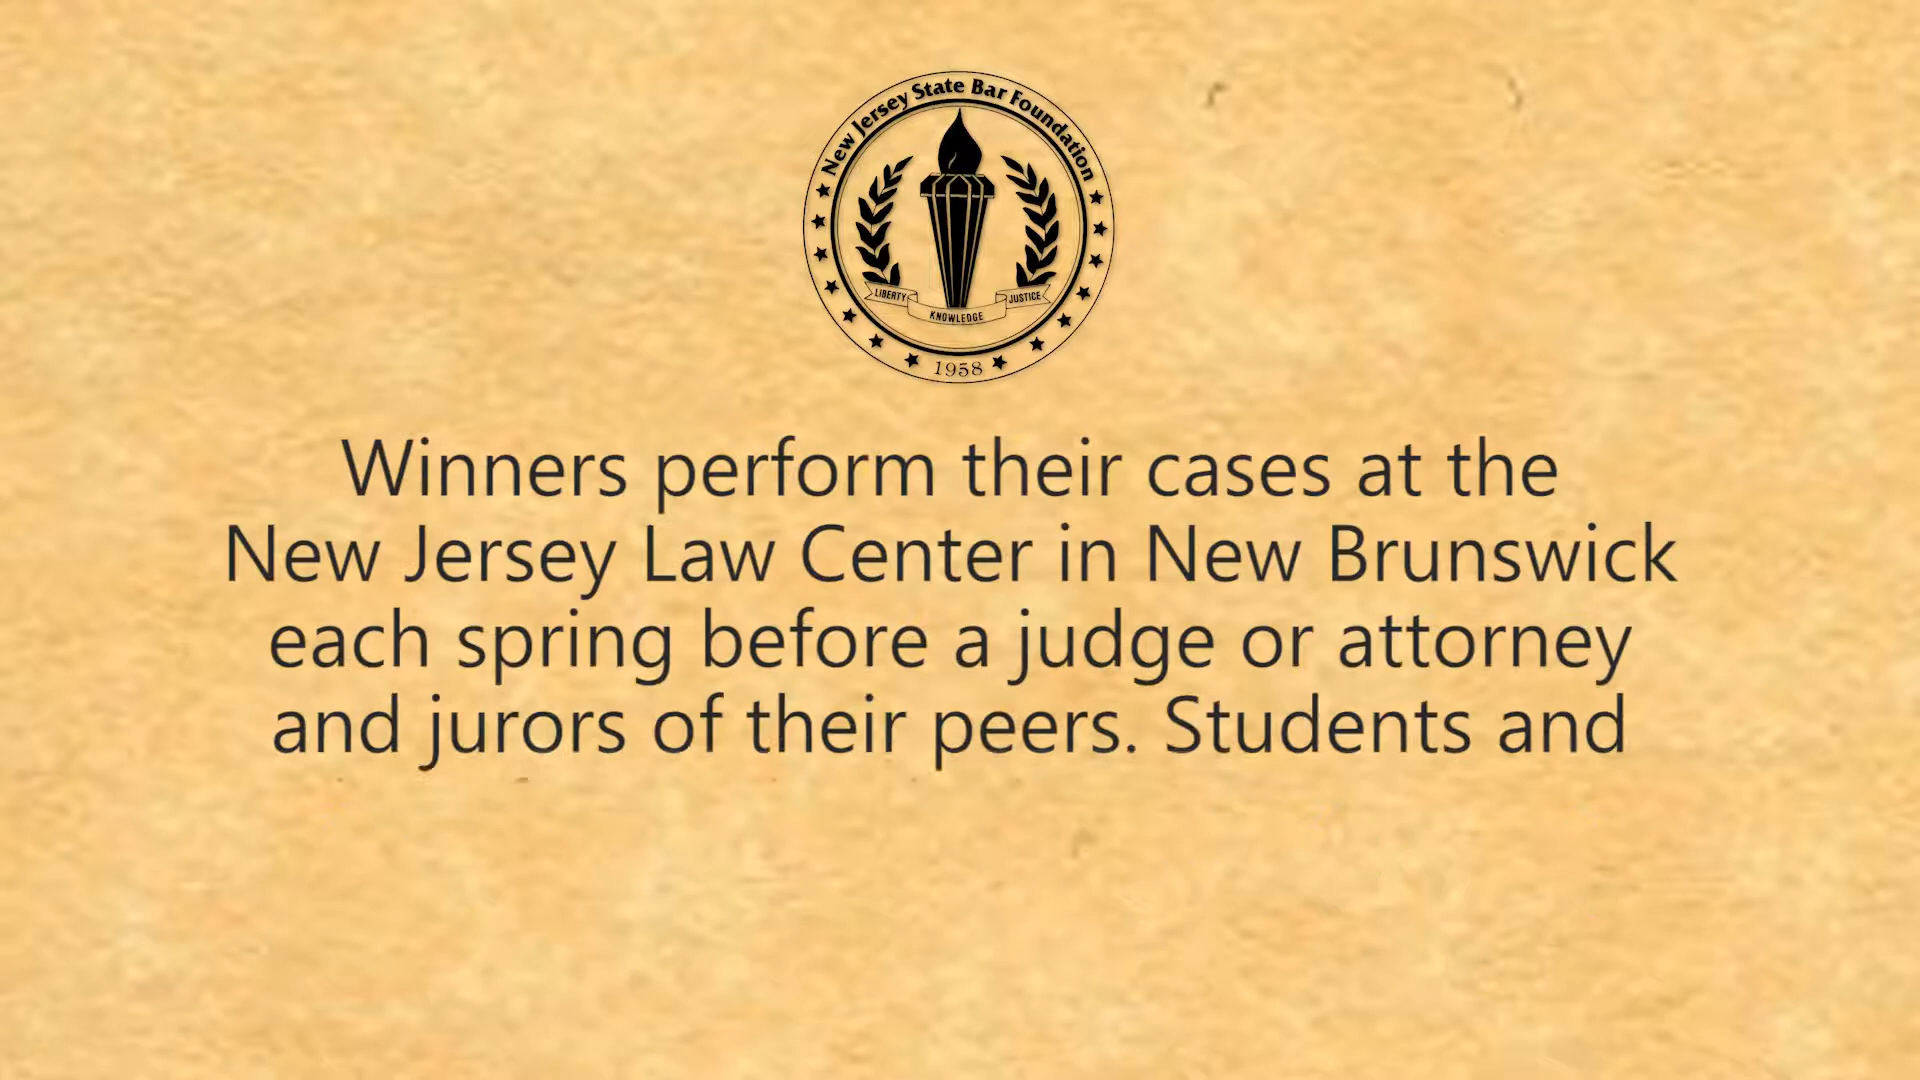 New Jersey State Bar Foundation
LIBERTY
KNOWLEDGE
JUSTICE
1958
Winners perform their cases at the
New Jersey Law Center in New Brunswick
each spring before a judge or attorney
and jurors of their peers. Students and